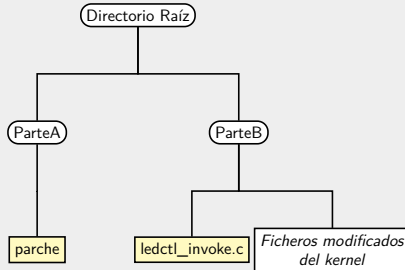 Directorio Raíz
ParteA
ParteB
parche
ledctl_invoke.c
Ficheros modificados
del kernel